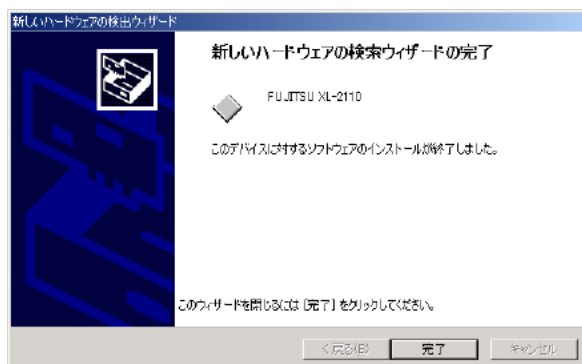 新しいハードウェアの検出ウィザード
新しいハードウェアの検索ウィザードの完了
FUJITSU XL-2110
このデバイスに対するソフトウェアのインストールが終了しました。
このウィザードを閉じるには [完了] をクリックしてください。
< 戻る(B)
完了
キャンセル